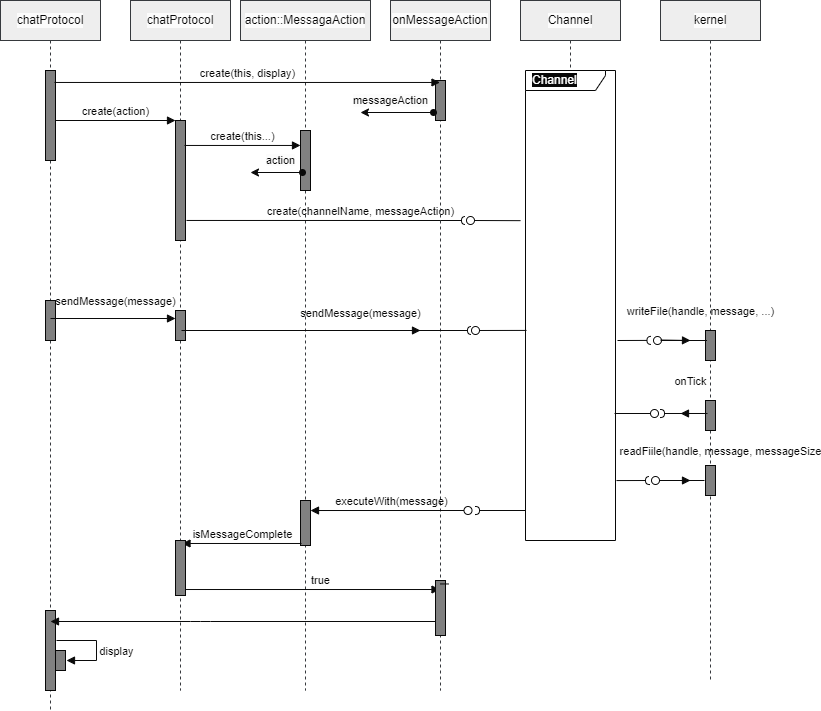 chatProtocol
chatProtocol
action::MessagaAction
onMessageAction
Channel
kernel
create(this, display)
Channel
messageAction
create(action)
create(this...)
action
create(channelName, messageAction)
sendMessage(message)
sendMessage(message)
writeFile(handle, message, ...)
onTick
readFiile(handle, message, messageSize
executeWith(message)
isMessageComplete
true
display